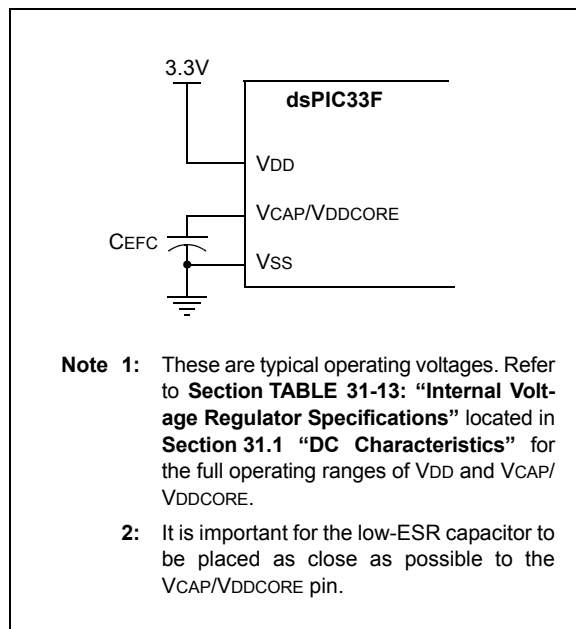 3.3V
dsPIC33F
VDD
VCAP/VDDCORE
CEFC
VSS
Note 1: These are typical operating voltages. Refer
to Section TABLE 31-13: “Internal Volt-
age Regulator Specifications” located in
Section 31.1 “DC Characteristics” for
the full operating ranges of VDD and VCAP/
VDDCORE.
2: It is important for the low-ESR capacitor to
be placed as close as possible to the
VCAP/VDDCORE pin.